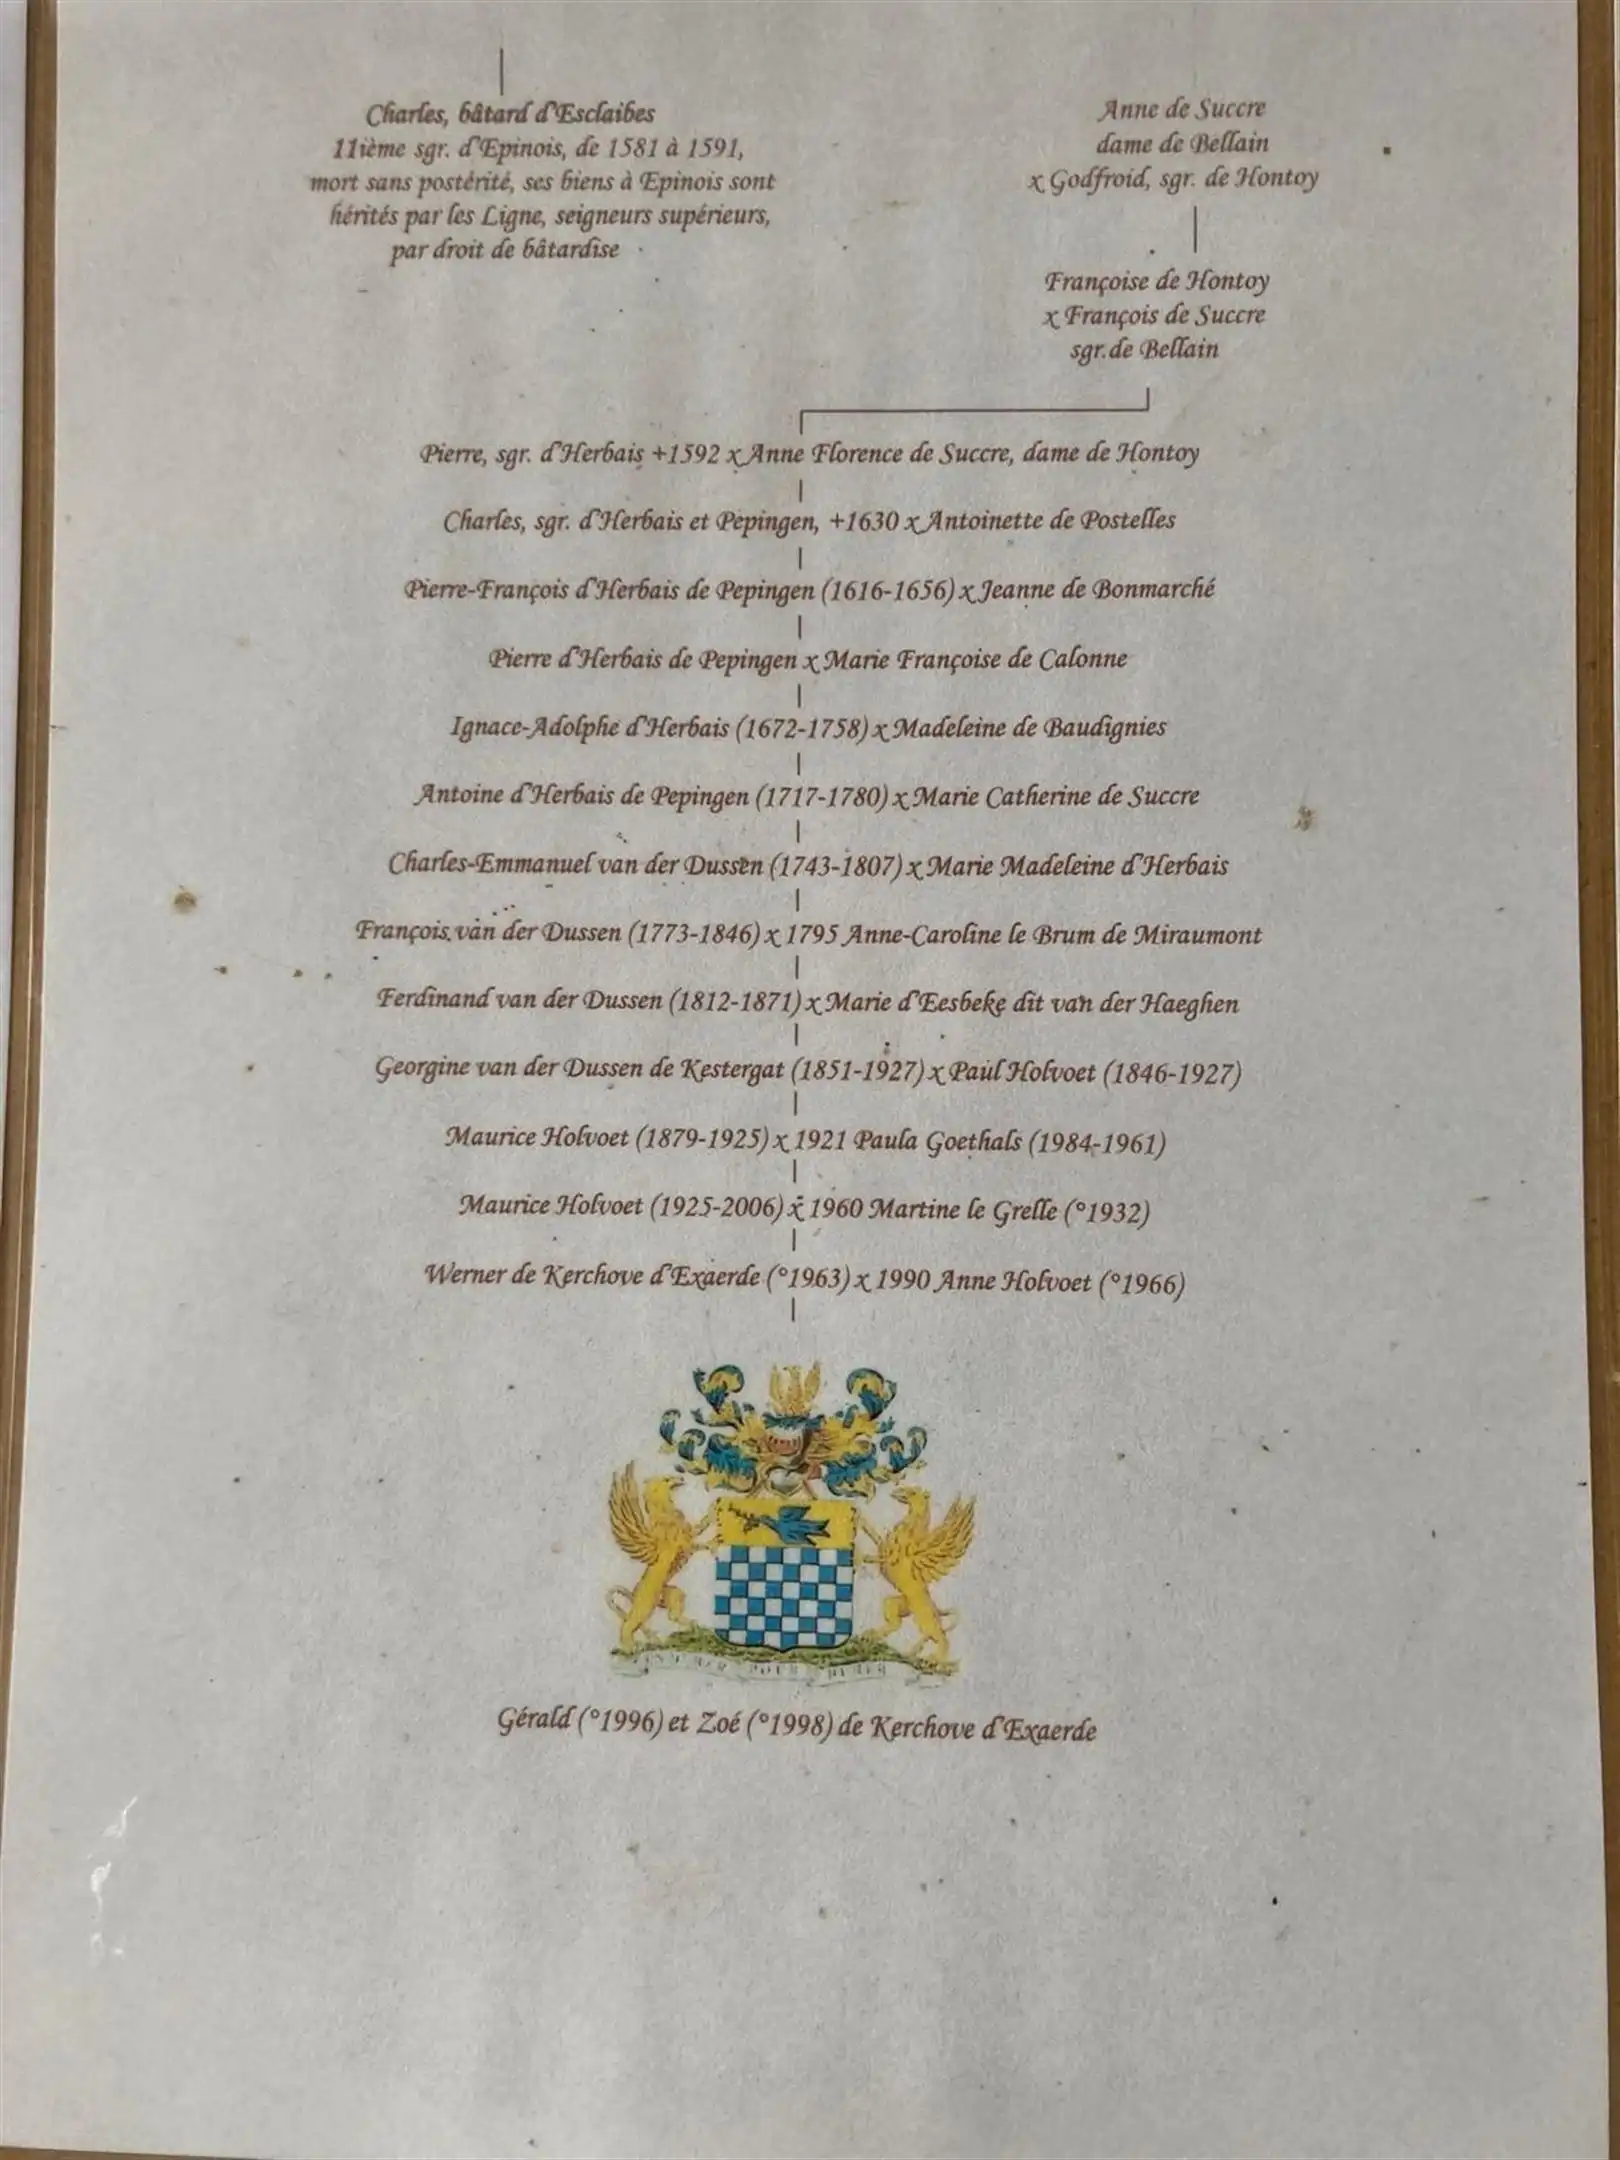 Charles, bâtard d'Esclaibes
11ième sgr. d'Epinois, de 1581 à 1591,
mort sans postérité, ses biens à Epinois sont
hérités par les Ligne, seigneurs supérieurs,
par droit de bâtardise
Anne de Succre
dame de Bellain
x Godfroid, sgr. de Hontoy
Françoise de Hontoy
x François de Succre
sgr. de Bellain
Pierre, sgr. d'Herbais +1592 x Anne Florence de Succre, dame de Hontoy
Charles, sgr. d'Herbais et Pepingen, +1630 x Antoinette de Postelles
Pierre-François d'Herbais de Pepingen (1616-1656) x Jeanne de Bonmarché
Pierre d'Herbais de Pepingen x Marie Françoise de Calonne
Ignace-Adolphe d'Herbais (1672-1758) x Madeleine de Baudignies
Antoine d'Herbais de Pepingen (1717-1780) x Marie Catherine de Succre
Charles-Emmanuel van der Dussen (1743-1807) x Marie Madeleine d'Herbais
François van der Dussen (1773-1846) x 1795 Anne-Caroline le Brum de Miraumont
Ferdinand van der Dussen (1812-1871) x Marie d'Eesbeke dit van der Haeghen
Georgine van der Dussen de Kestergat (1851-1927) x Paul Holvoet (1846-1927)
Maurice Holvoet (1879-1925) x 1921 Paula Goethals (1984-1961)
Maurice Holvoet (1925-2006) x 1960 Martine le Grelle (°1932)
Werner de Kerchove d'Exaerde (°1963) x 1990 Anne Holvoet (°1966)
Gérald (°1996) et Zoé (°1998) de Kerchove d'Exaerde